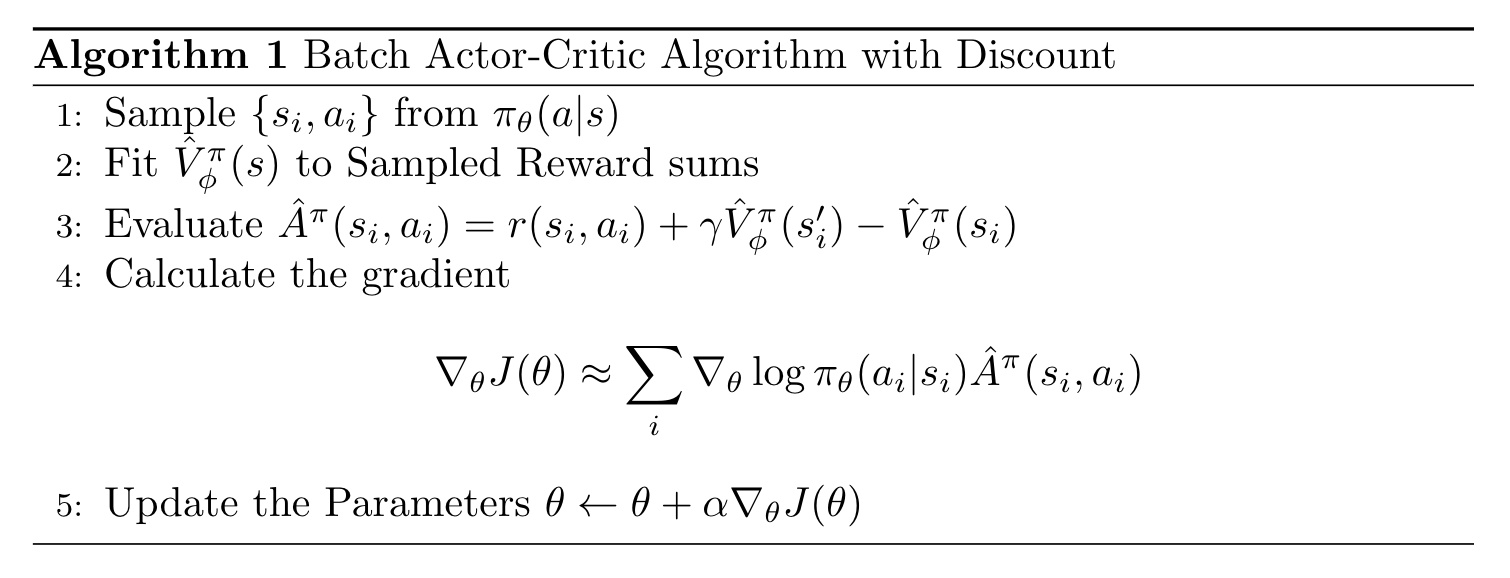 Algorithm 1 Batch Actor-Critic Algorithm with Discount
1: Sample {s_i, a_i} from π_θ(a|s)
2: Fit V̂^π_ϕ(s) to Sampled Reward sums
3: Evaluate Â^π(s_i, a_i) = r(s_i, a_i) + γV̂^π_ϕ(s′_i) − V̂^π_ϕ(s_i)
4: Calculate the gradient
∇_θ J(θ) ≈ ∑_i ∇_θ log π_θ(a_i|s_i)Â^π(s_i, a_i)
5: Update the Parameters θ ← θ + α∇_θ J(θ)